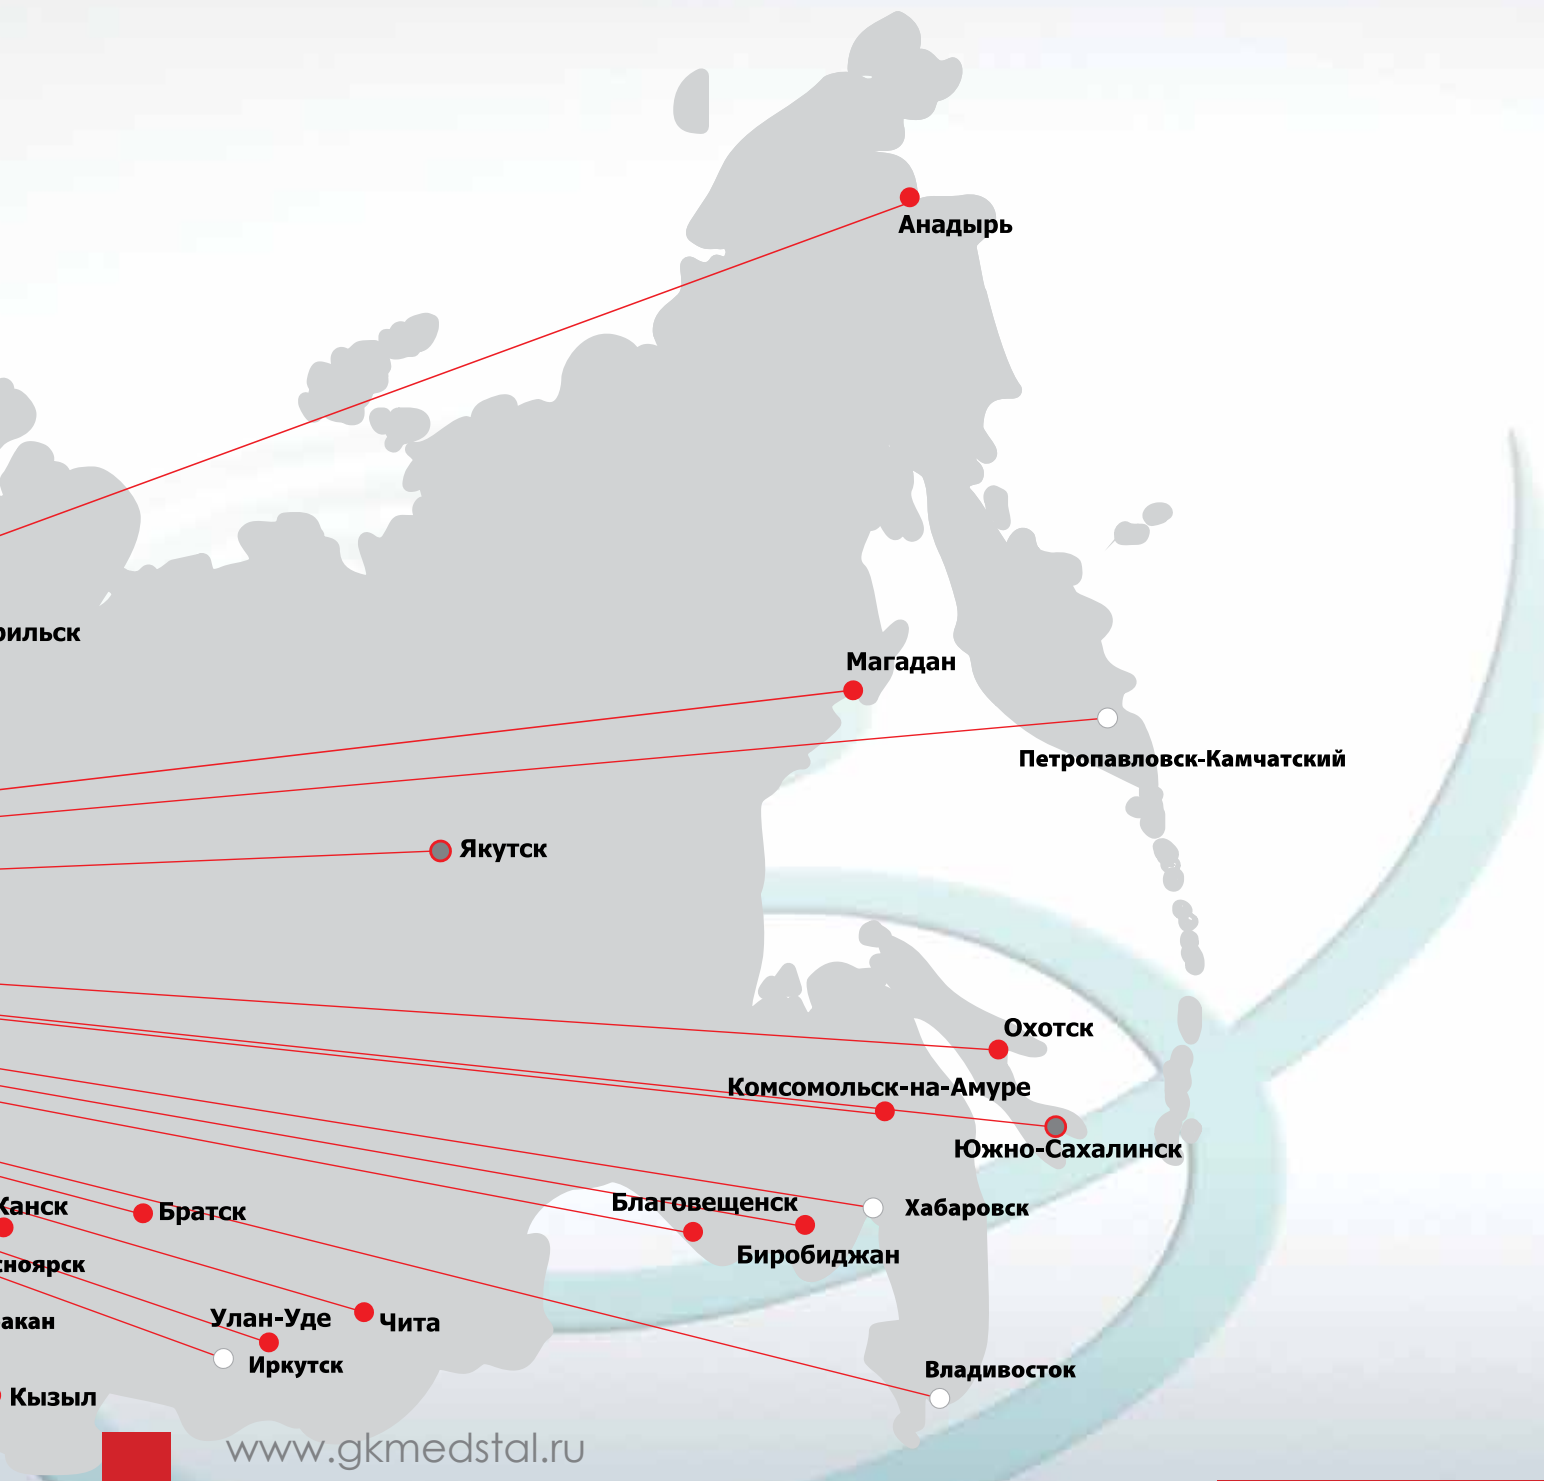 Анадырь
рильск
Магадан
Петропавловск-Камчатский
Якутск
Охотск
Комсомольск-на-Амуре
Южно-Сахалинск
Канск
Братск
Благовещенск
Хабаровск
Биробиджан
сноярск
Улан-Уде
Чита
акан
Иркутск
Владивосток
Кызыл
www.gkmedstal.ru